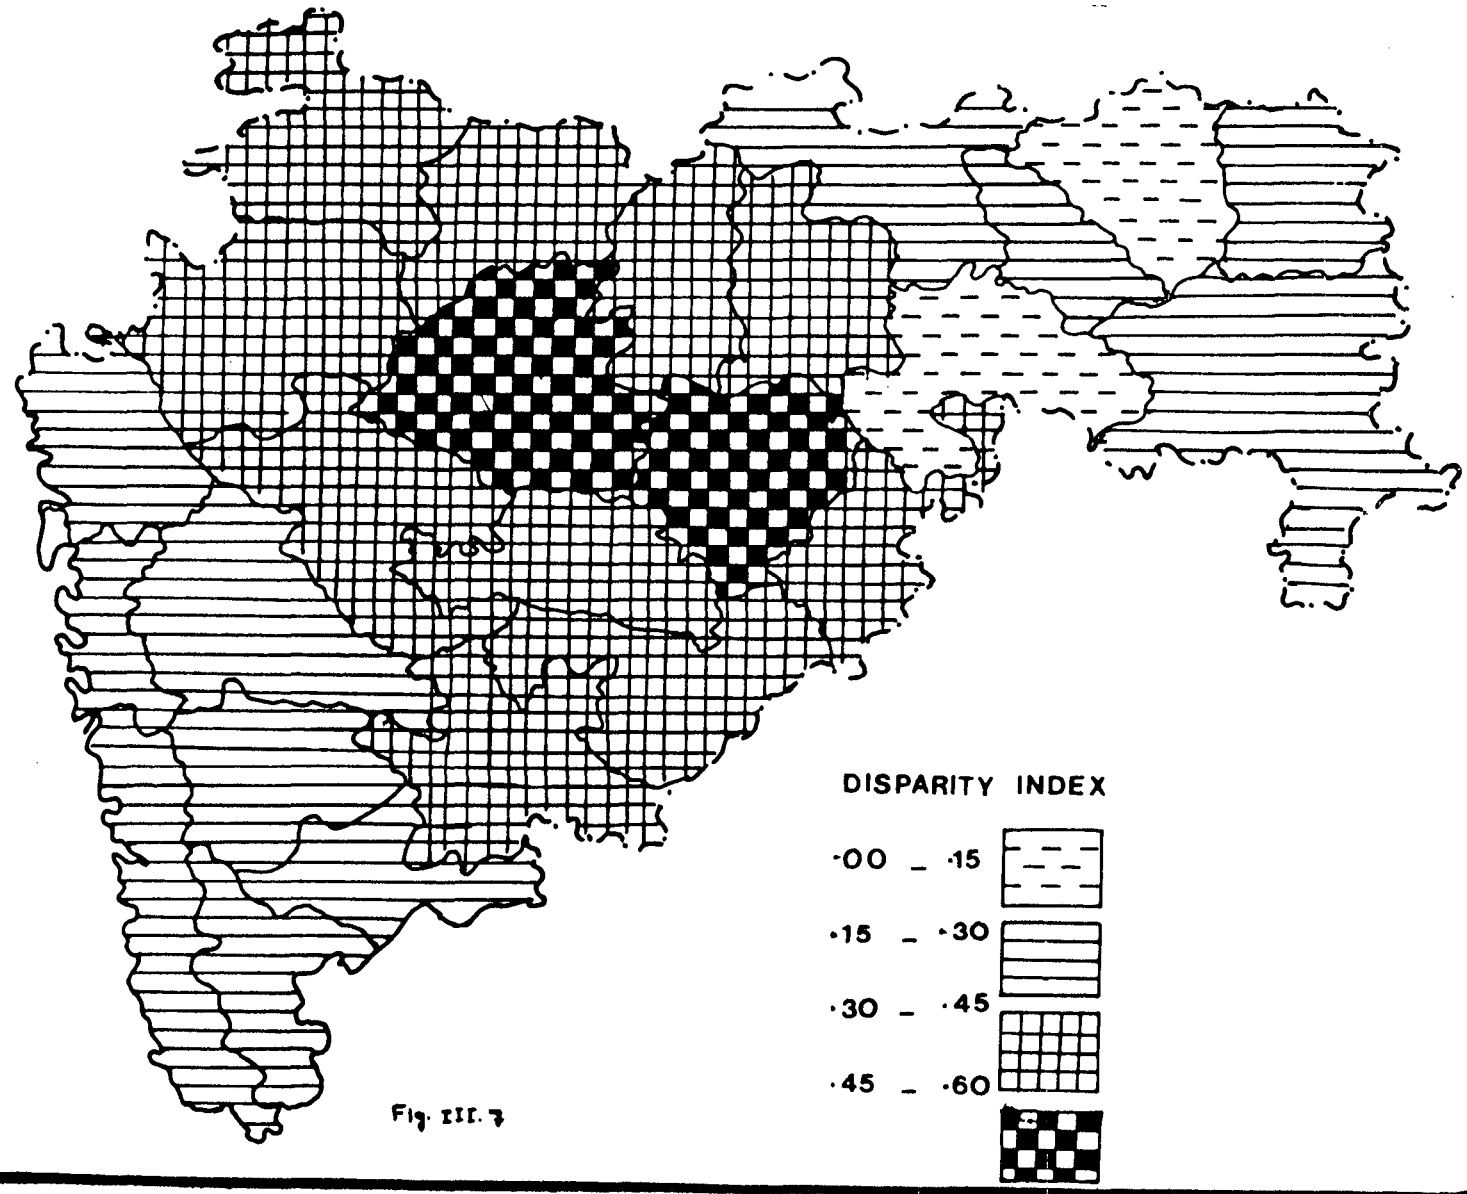 DISPARITY INDEX
·00 – ·15
·15 – ·30
·30 – ·45
·45 – ·60
Fig. III.7